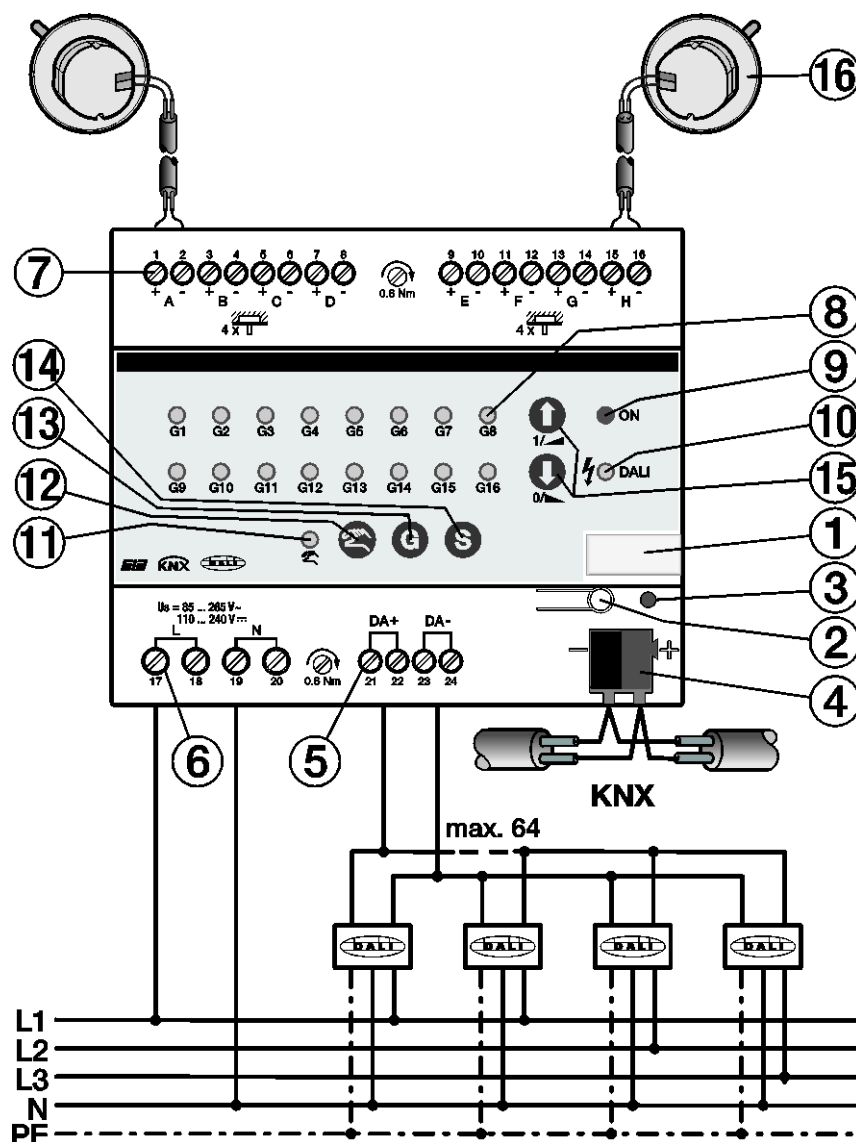 16
1 2 3 4 5 6 7 8 9 10 11 12 13 14 15 16
7
+ A - + B - + C - + D - 0.6 Nm + E - + F - + G - + H -
4 x 4 x
8
14
9
ON
G1 G2 G3 G4 G5 G6 G7 G8
1/
13
10
DALI
12
G9 G10 G11 G12 G13 G14 G15 G16
0/
15
11
G S
1
EIB KNX DALI
3
Us = 85 ... 265 V~
110 ... 240 V
L N DA+ DA-
2
- +
17 18 19 20 0.6 Nm 21 22 23 24
4
6 5
KNX
max. 64
DALI DALI DALI DALI
L1
L2
L3
N
PE